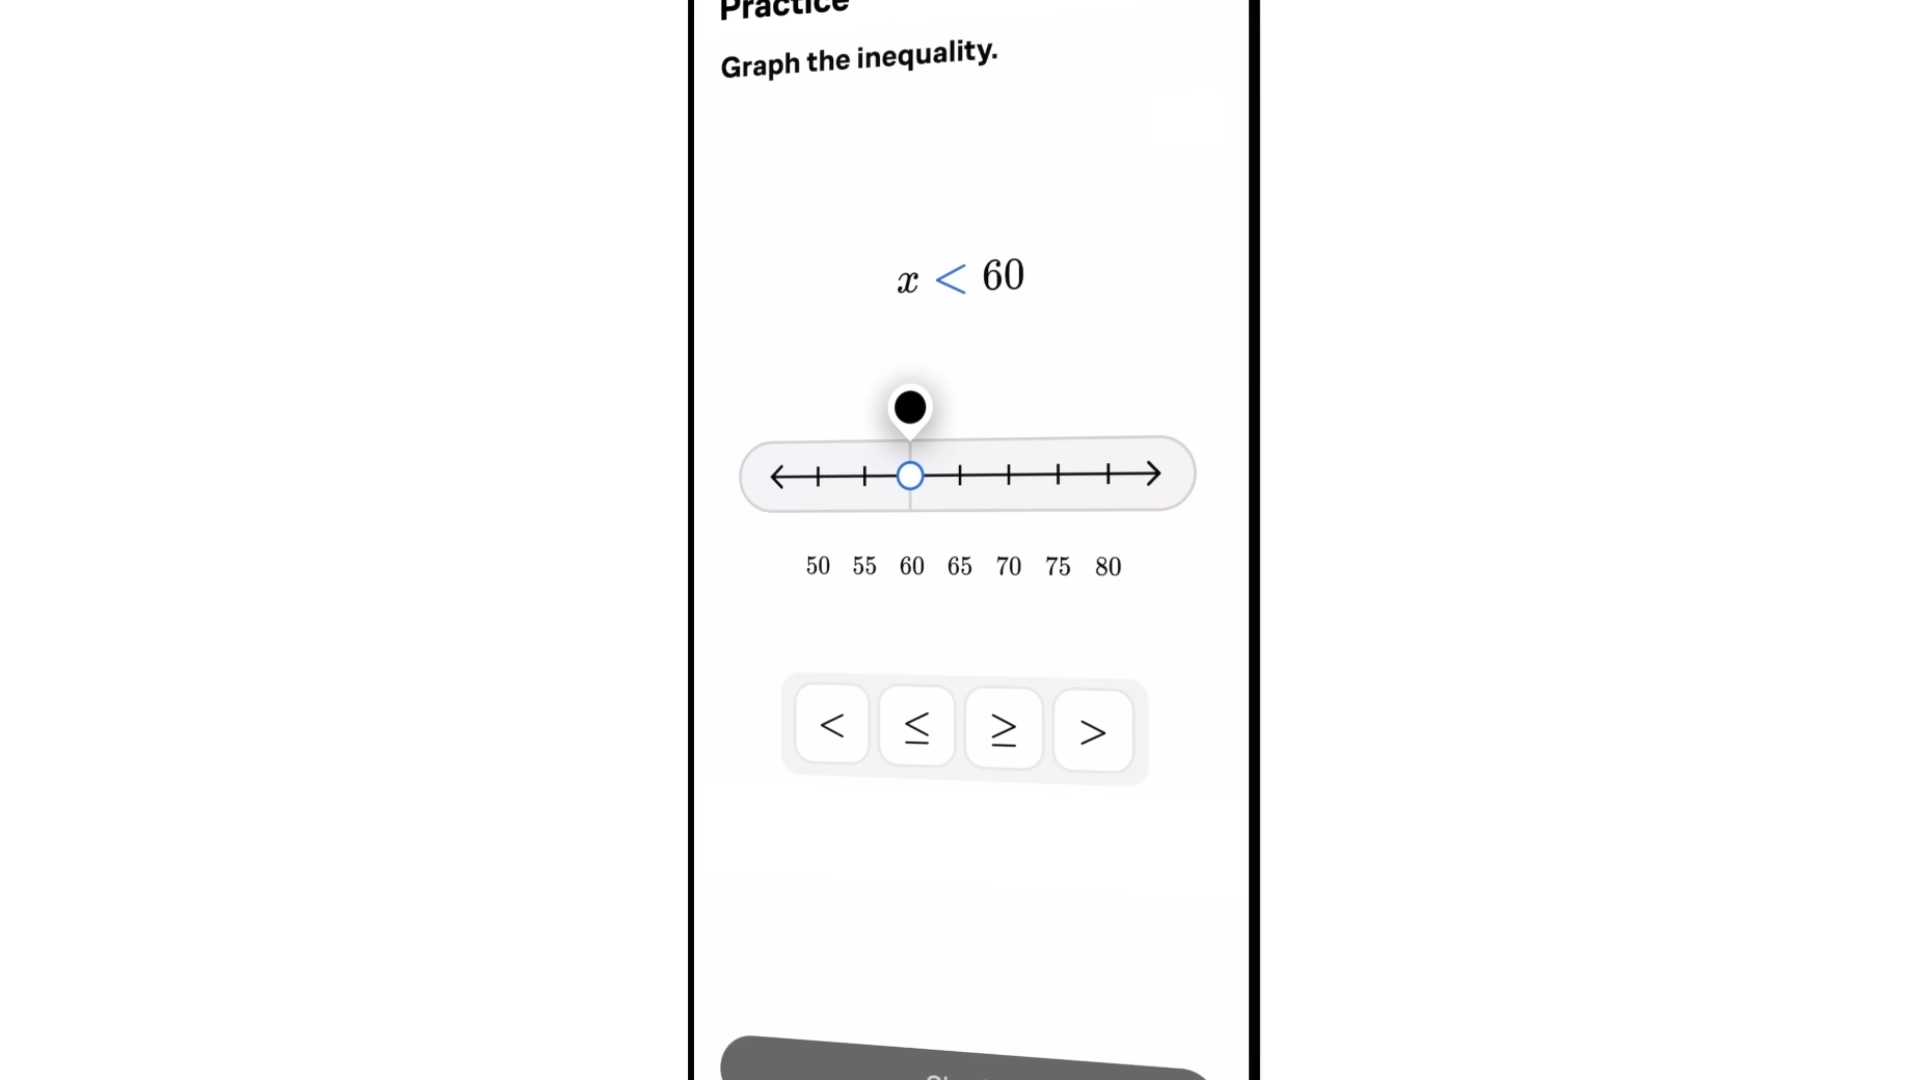 Practice
Graph the inequality.
x < 60
50 55 60 65 70 75 80
< ≤ ≥ >